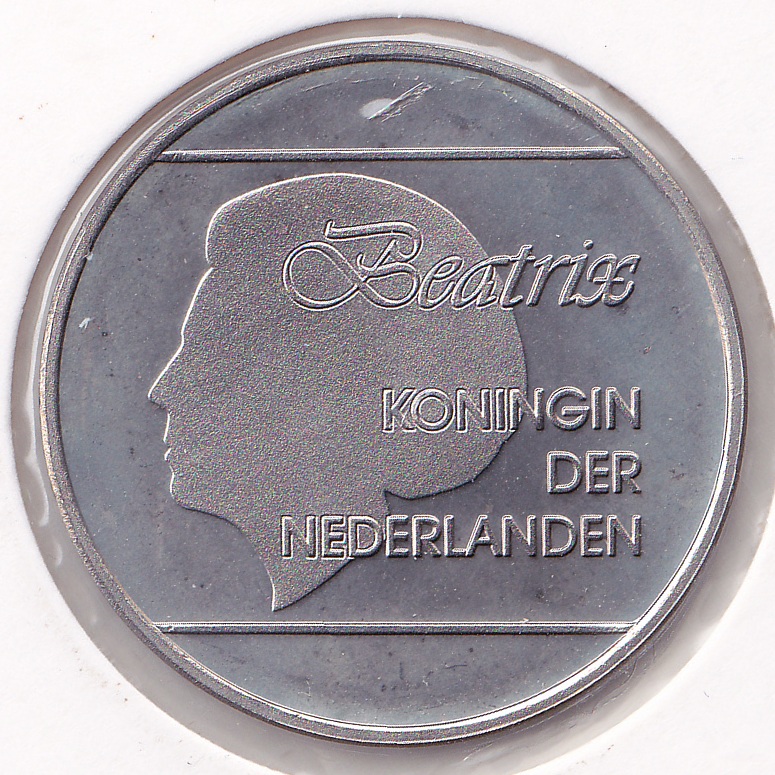 Beatrix
KONINGIN
DER
NEDERLANDEN